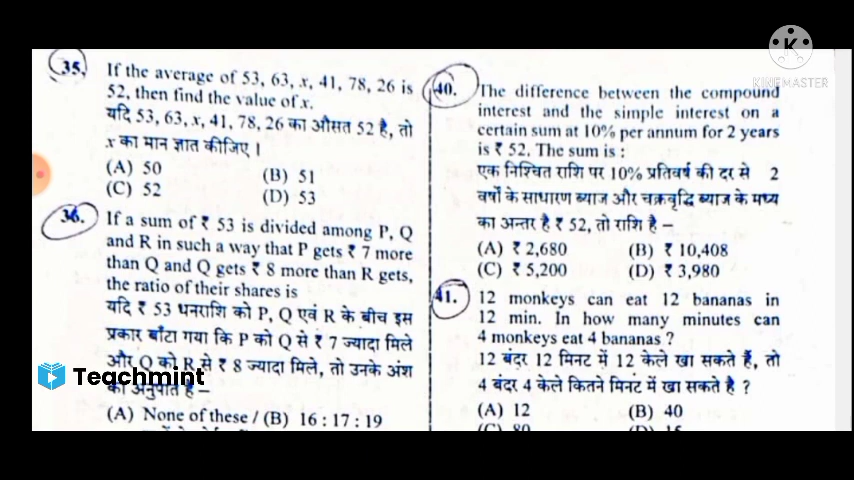 KINEMASTER
35. If the average of 53, 63, x, 41, 78, 26 is
52, then find the value of x.
यदि 53, 63, x, 41, 78, 26 का औसत 52 है, तो
x का मान ज्ञात कीजिए ।
(A) 50 (B) 51
(C) 52 (D) 53
36. If a sum of ₹ 53 is divided among P, Q
and R in such a way that P gets ₹ 7 more
than Q and Q gets ₹ 8 more than R gets,
the ratio of their shares is
यदि ₹ 53 धनराशि को P, Q एवं R के बीच इस
प्रकार बाँटा गया कि P को Q से ₹ 7 ज्यादा मिले
और Q को R से ₹ 8 ज्यादा मिले, तो उनके अंश
Teachmint
का अनुपात है –
(A) None of these / (B) 16 : 17 : 19
40. The difference between the compound
interest and the simple interest on a
certain sum at 10% per annum for 2 years
is ₹ 52. The sum is :
एक निश्चित राशि पर 10% प्रतिवर्ष की दर से 2
वर्षों के साधारण ब्याज और चक्रवृद्धि ब्याज के मध्य
का अन्तर है ₹ 52, तो राशि है –
(A) ₹ 2,680 (B) ₹ 10,408
(C) ₹ 5,200 (D) ₹ 3,980
41. 12 monkeys can eat 12 bananas in
12 min. In how many minutes can
4 monkeys eat 4 bananas ?
12 बंदर 12 मिनट में 12 केले खा सकते हैं, तो
4 बंदर 4 केले कितने मिनट में खा सकते है ?
(A) 12 (B) 40
(C) 80 (D) 15